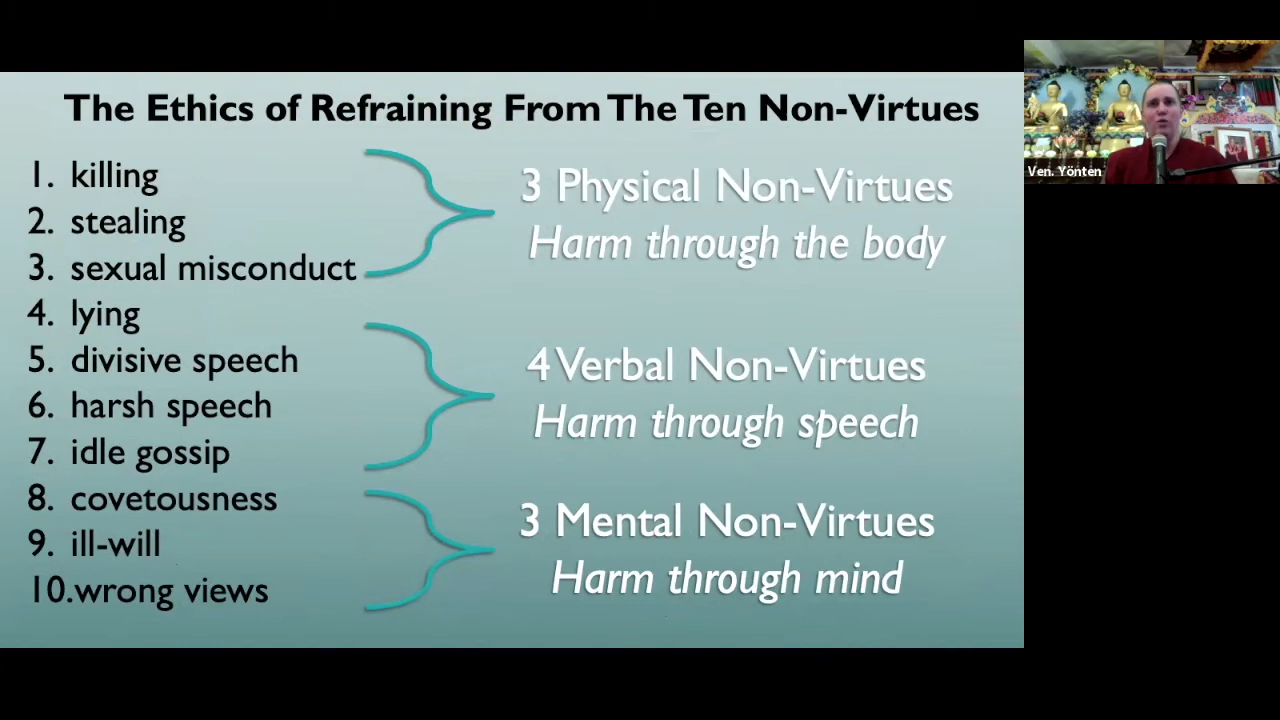 The Ethics of Refraining From The Ten Non-Virtues
1. killing
2. stealing
3. sexual misconduct
4. lying
5. divisive speech
6. harsh speech
7. idle gossip
8. covetousness
9. ill-will
10.wrong views
3 Physical Non-Virtues
Harm through the body
4 Verbal Non-Virtues
Harm through speech
3 Mental Non-Virtues
Harm through mind
Ven. Yönten